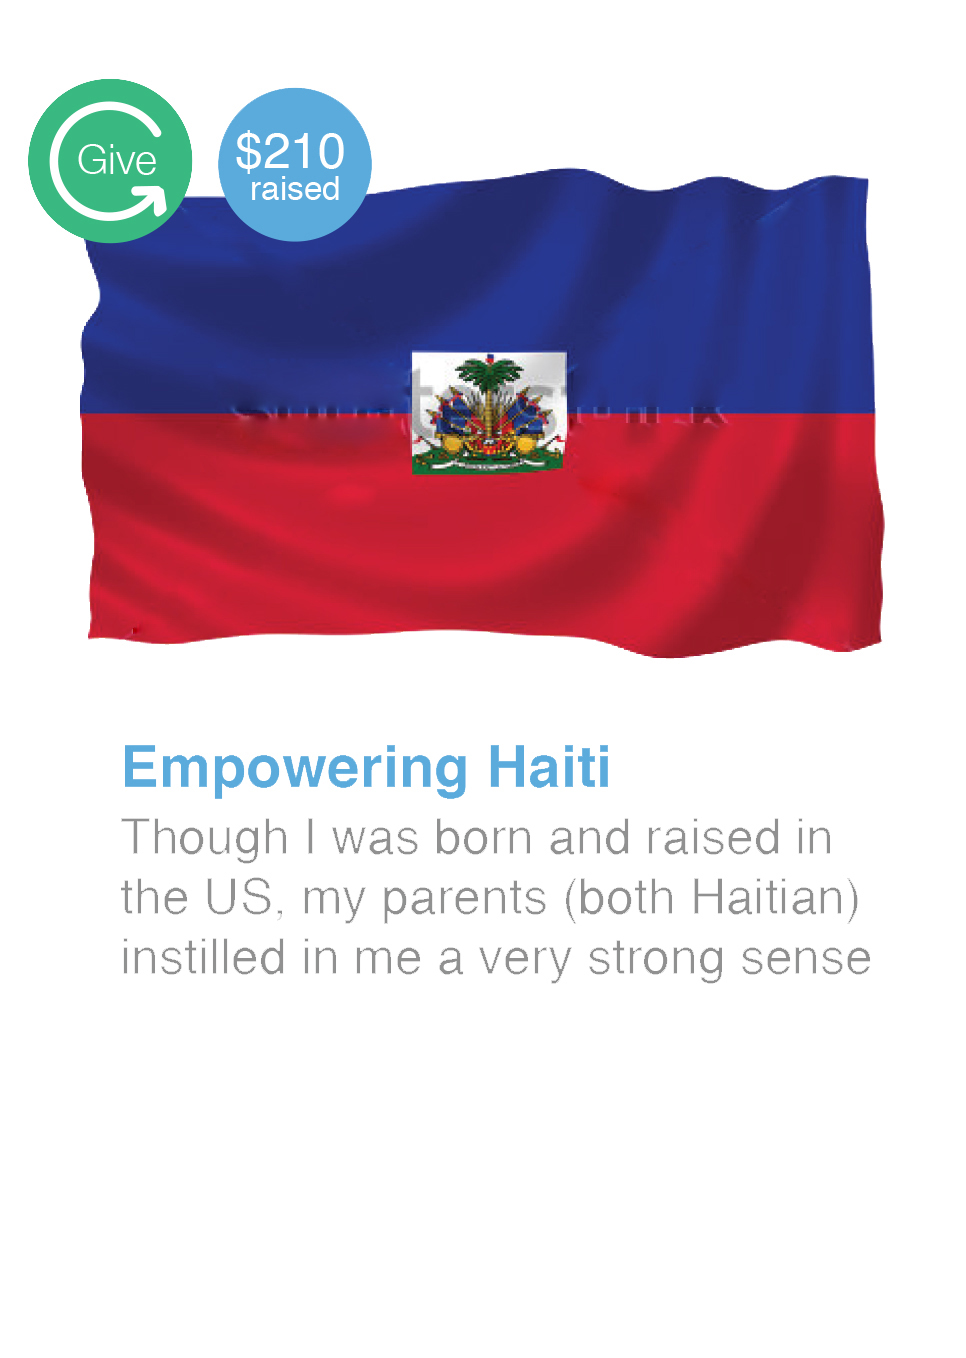 Give
$210
raised
Empowering Haiti
Though I was born and raised in
the US, my parents (both Haitian)
instilled in me a very strong sense